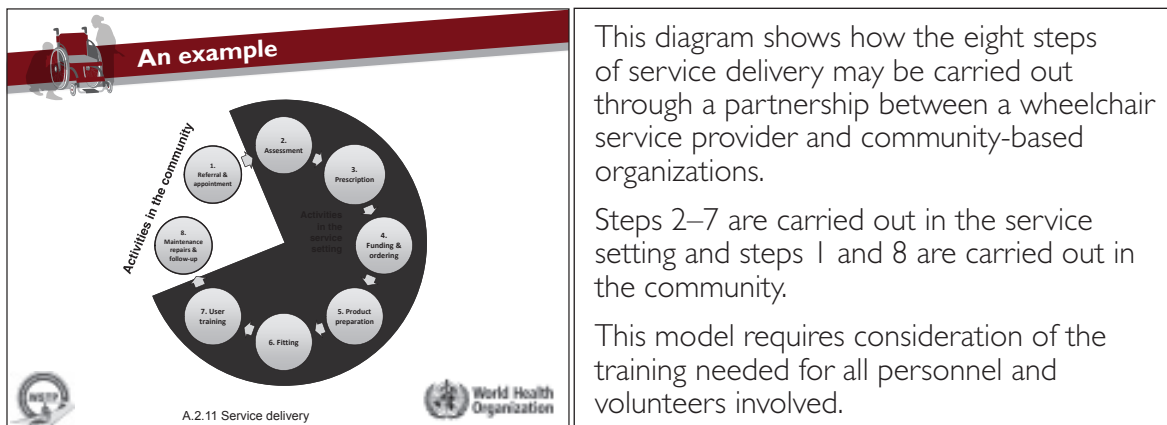 An example
Activities in the community
1.
Referral &
appointment
2.
Assessment
3.
Prescription
4.
Funding &
ordering
5. Product
preparation
6. Fitting
7. User
training
8.
Maintenance
repairs &
follow-up
Activities
in the
service
setting
WSTP
A.2.11 Service delivery
World Health
Organization
This diagram shows how the eight steps
of service delivery may be carried out
through a partnership between a wheelchair
service provider and community-based
organizations.
Steps 2–7 are carried out in the service
setting and steps 1 and 8 are carried out in
the community.
This model requires consideration of the
training needed for all personnel and
volunteers involved.